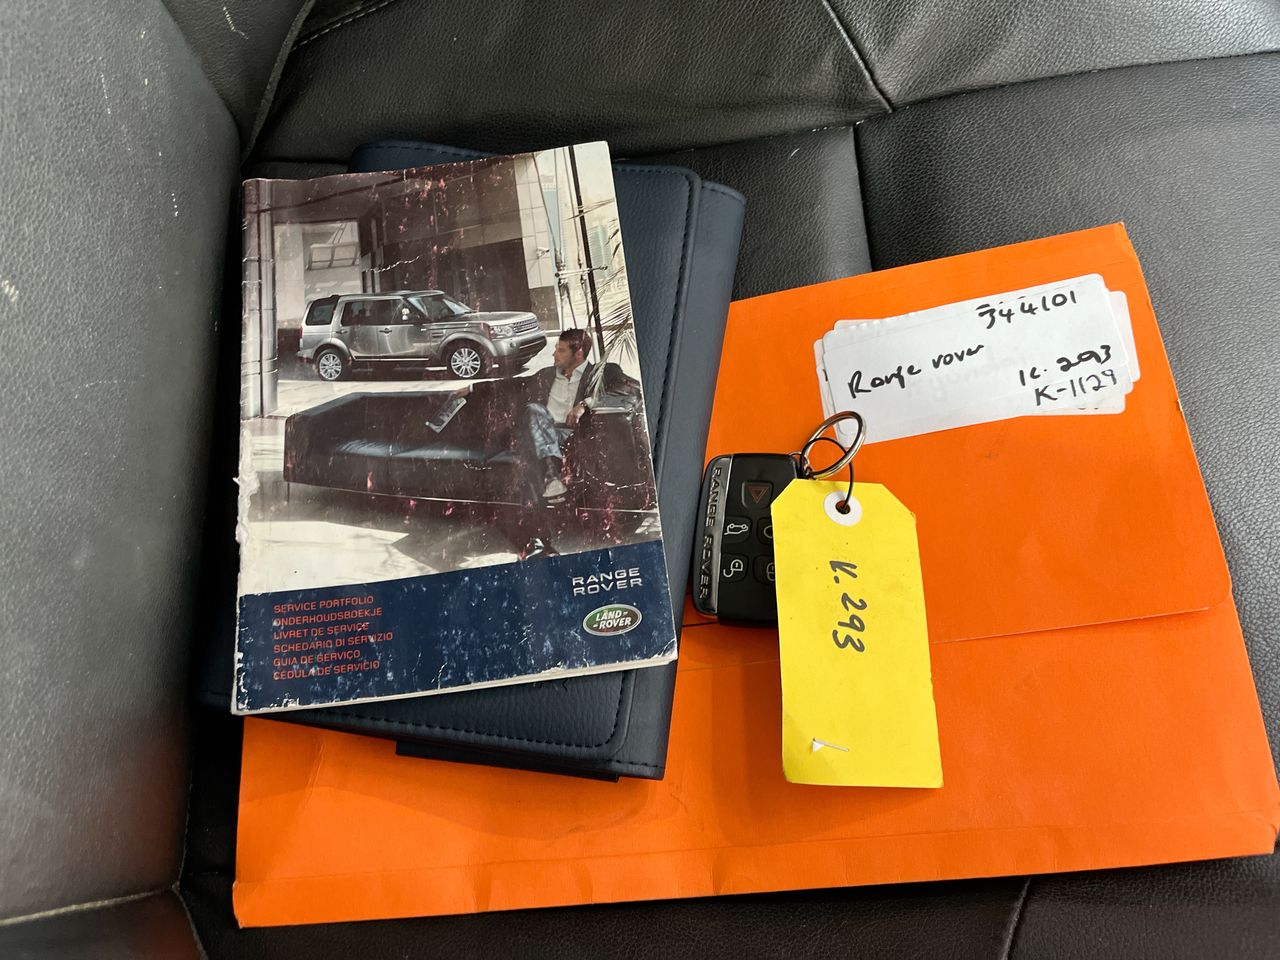 RANGE
ROVER
LAND-
-ROVER
SERVICE PORTFOLIO
ONDERHOUDSBOEKJE
LIVRET DE SERVICE
SCHEDARIO DI SERVIZIO
GUIA DE SERVIÇO
CÉDULA DE SERVICIO
344101
Range rover
K. 293
K-1129
RANGE ROVER
K. 293